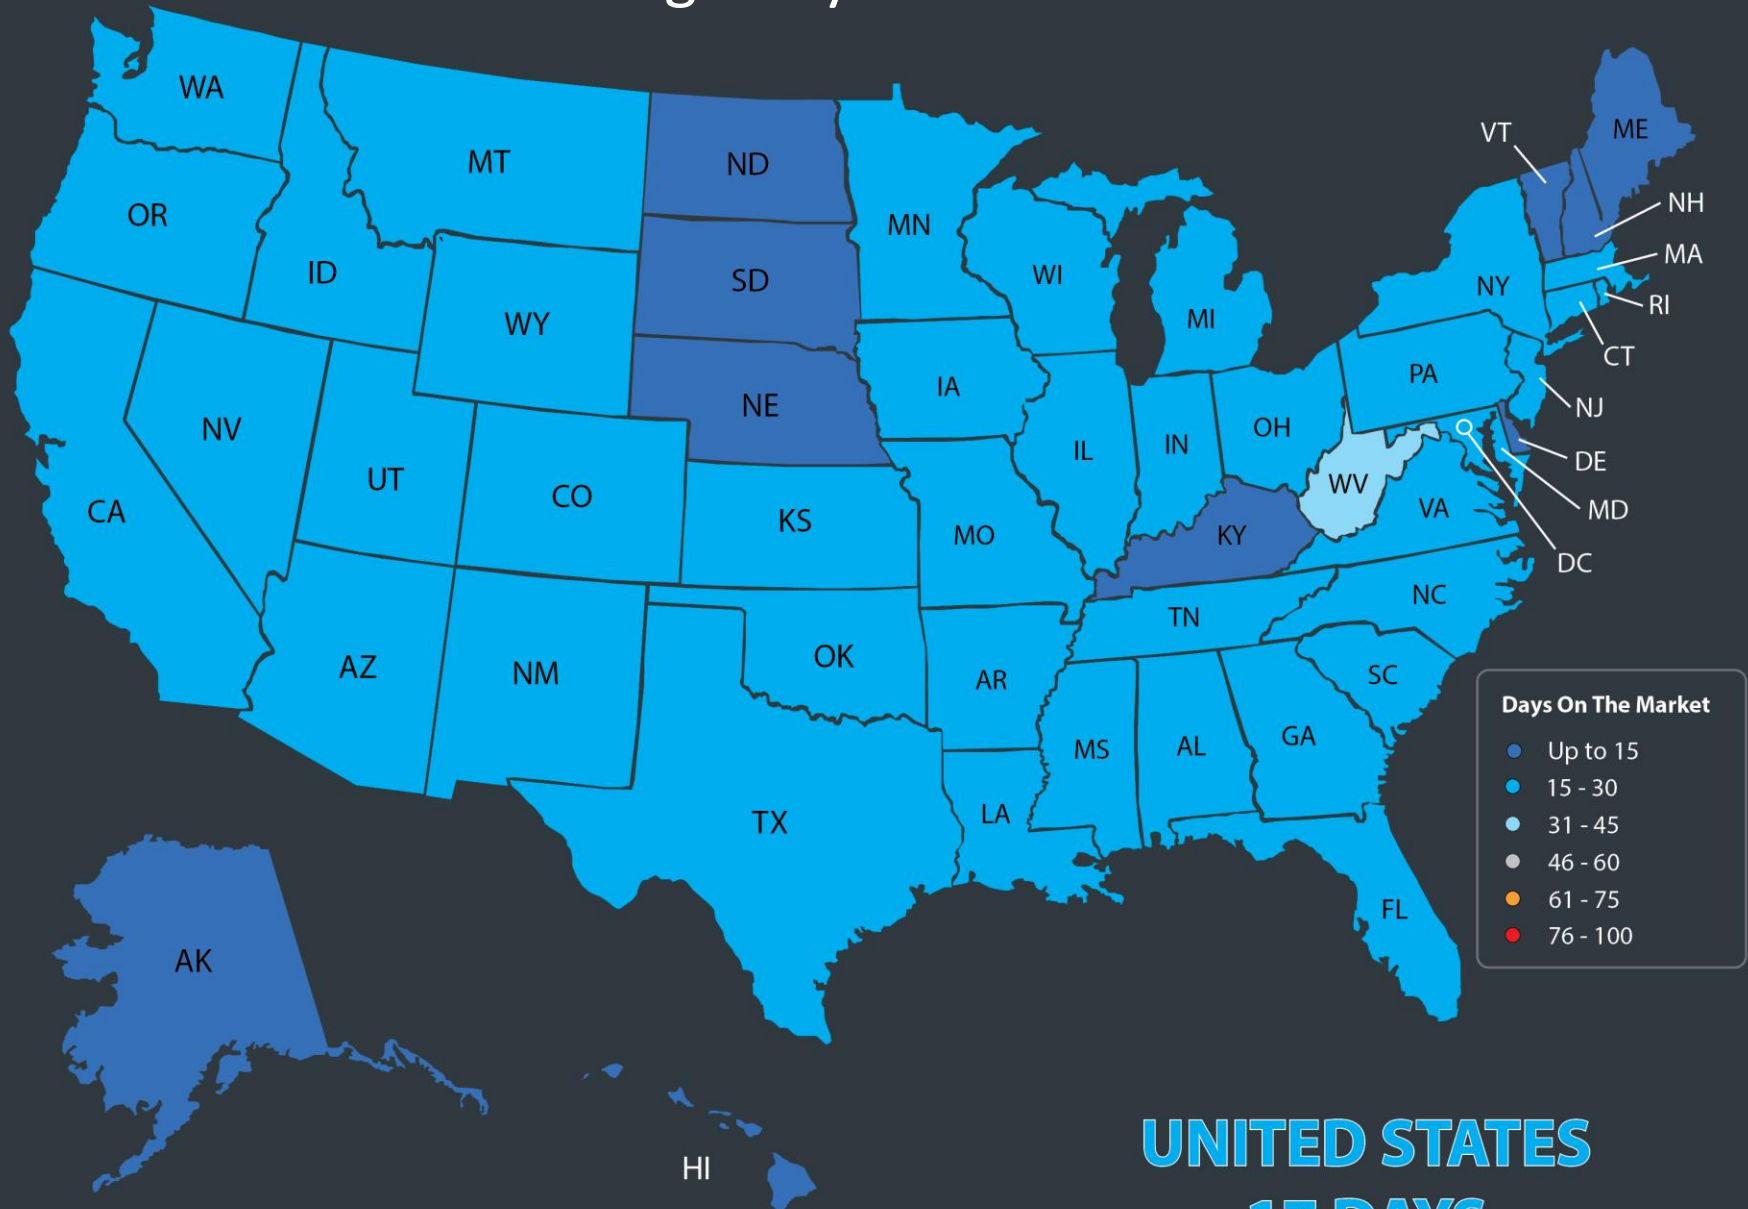 WA
MT
ND
MN
VT
ME
NH
MA
RI
CT
OR
ID
SD
WI
MI
NY
WY
NE
IA
PA
NJ
DE
MD
DC
NV
UT
CO
IL
IN
OH
WV
VA
CA
KS
MO
KY
NC
TN
AZ
NM
OK
AR
SC
MS
AL
GA
TX
LA
FL
Days On The Market
Up to 15
15 - 30
31 - 45
46 - 60
61 - 75
76 - 100
AK
HI
UNITED STATES
17 DAYS